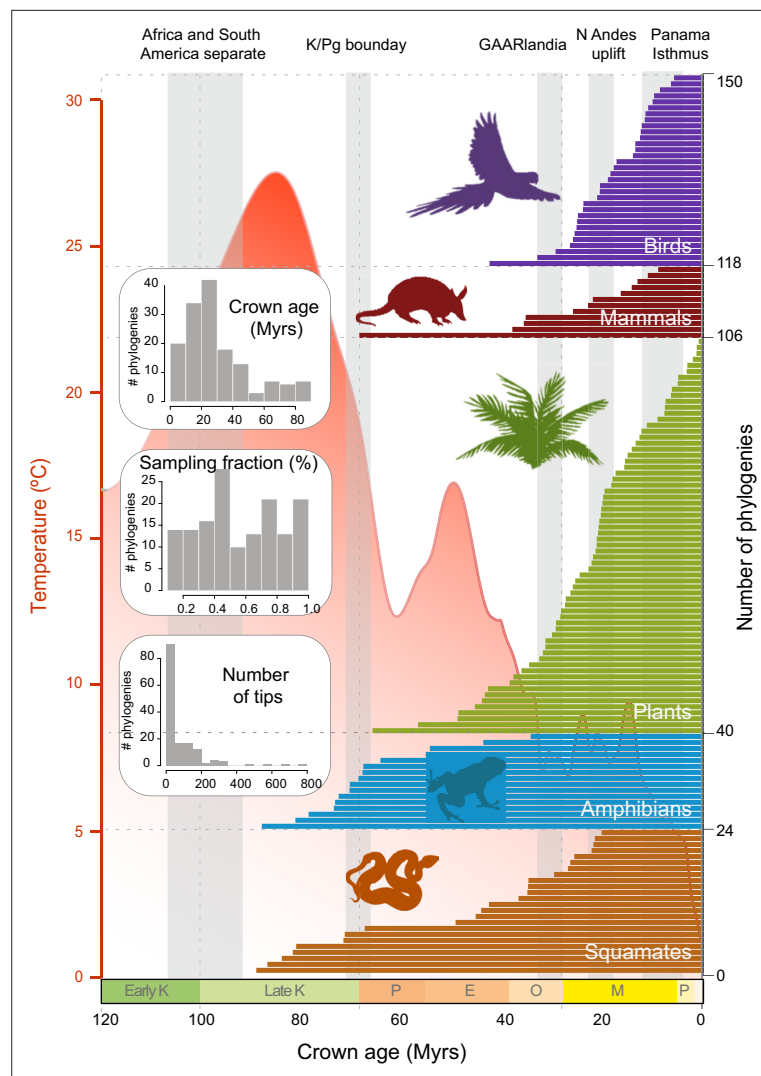 Africa and South
America separate
K/Pg bounday
GAARlandia
N Andes
uplift
Panama
Isthmus
30
25
20
15
10
5
0
Temperature (ºC)
150
118
106
40
24
0
Number of phylogenies
Birds
Mammals
Plants
Amphibians
Squamates
Crown age
(Myrs)
# phylogenies
40
30
20
10
0
0 20 40 60 80
Sampling fraction (%)
# phylogenies
25
20
15
10
5
0
0.2 0.4 0.6 0.8 1.0
Number
of tips
# phylogenies
80
60
40
20
0
0 200 400 600 800
Early K Late K P E O M P
120 100 80 60 40 20 0
Crown age (Myrs)